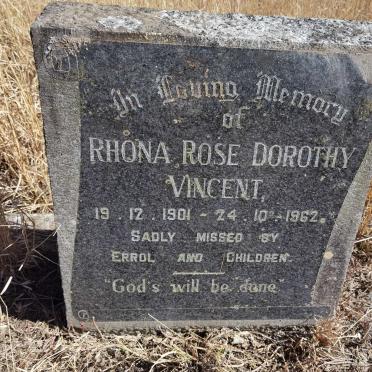 In Loving Memory
of
RHONA ROSE DOROTHY
VINCENT,
19 . 12 . 1901 - 24 . 10 . 1962.
SADLY MISSED BY
ERROL AND CHILDREN.
"God's will be done"